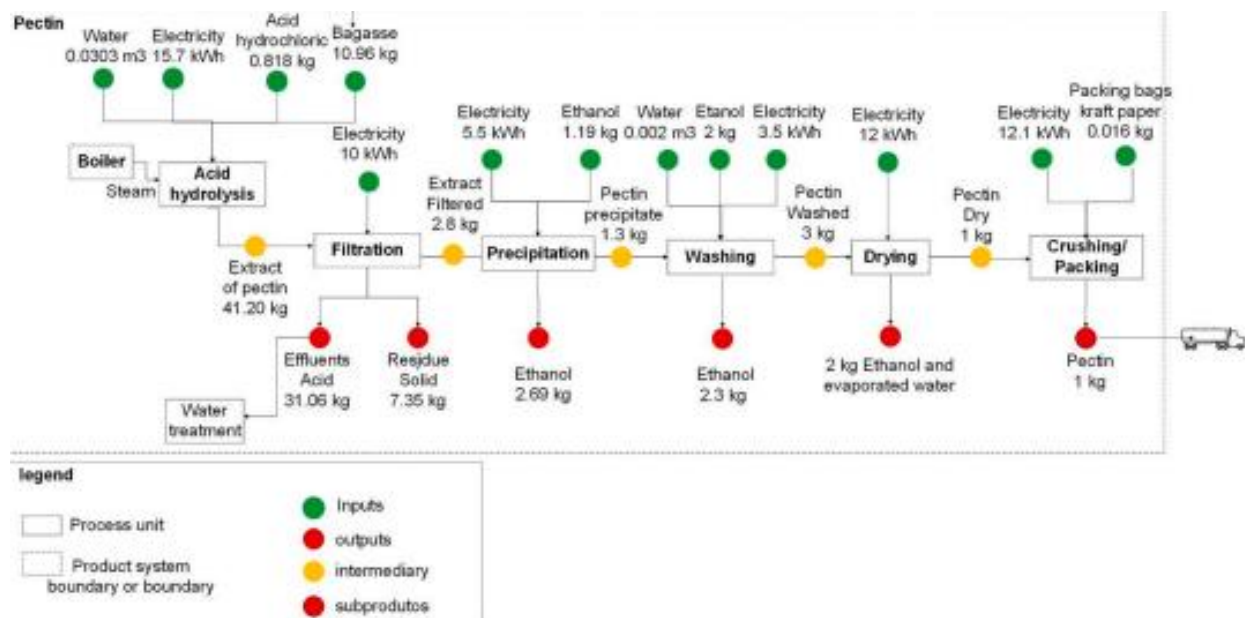 Pectin
Water
0.0303 m3
Electricity
15.7 kWh
Acid
hydrochloric
0.818 kg
Bagasse
10.96 kg
Boiler
Steam
Acid
hydrolysis
Electricity
10 kWh
Extract
Filtered
2.8 kg
Electricity
5.5 kWh
Ethanol
1.19 kg
Pectin
precipitate
1.3 kg
Water
0.002 m3
Etanol
2 kg
Electricity
3.5 kWh
Pectin
Washed
3 kg
Electricity
12 kWh
Pectin
Dry
1 kg
Electricity
12.1 kWh
Packing bags
kraft paper
0.016 kg
Filtration
Precipitation
Washing
Drying
Crushing/
Packing
Extract
of pectin
41.20 kg
Effluents
Acid
31.06 kg
Residue
Solid
7.35 kg
Ethanol
2.69 kg
Ethanol
2.3 kg
2 kg Ethanol and
evaporated water
Pectin
1 kg
Water
treatment
legend
Process unit
Product system
boundary or boundary
Inputs
outputs
intermediary
subprodutos